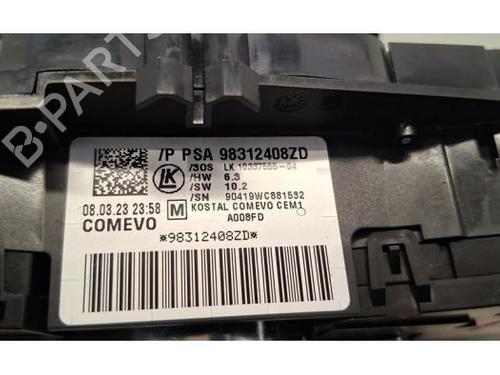 /P PSA 98312408ZD
/SOS LK 10337555-04
/HW 6.3
/SW 10.2
/SN 90419WC881592
08.03.23 23:58 M KOSTAL COMEVO CEM1
COMEVO A008FD
*98312408ZD*
LK
B-PARTS